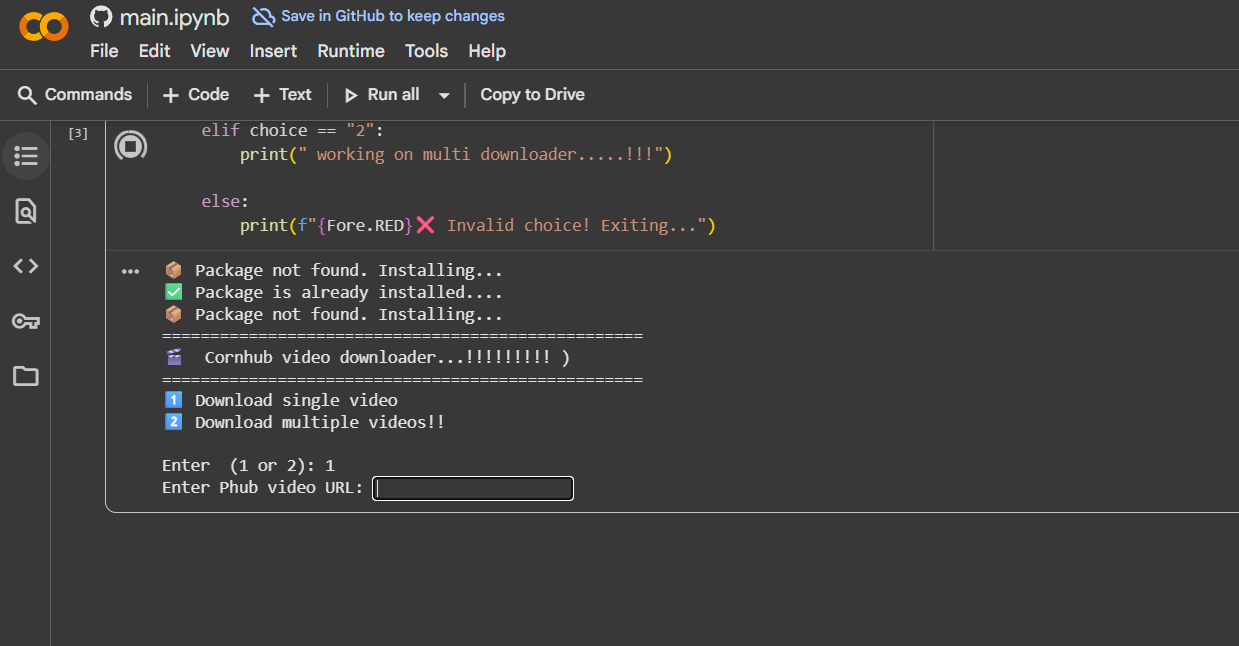 main.ipynb Save in GitHub to keep changes
File Edit View Insert Runtime Tools Help
Commands + Code + Text Run all Copy to Drive
[3] elif choice == "2":
print(" working on multi downloader.....!!!")
else:
print(f"{Fore.RED}❌ Invalid choice! Exiting...")
📦 Package not found. Installing...
✅ Package is already installed....
📦 Package not found. Installing...
==================================================
🎬 Cornhub video downloader...!!!!!!!!! )
==================================================
1️⃣ Download single video
2️⃣ Download multiple videos!!
Enter  (1 or 2): 1
Enter Phub video URL: